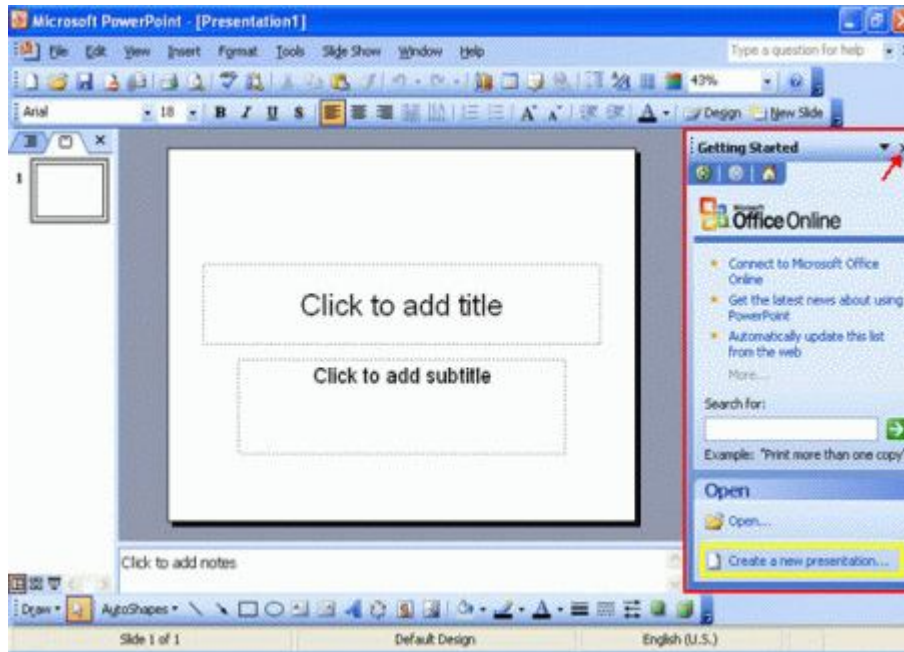 Microsoft PowerPoint - [Presentation1]
File Edit View Insert Format Tools Slide Show Window Help Type a question for help
43%
Arial 18 B I U S A A A Design New Slide
Getting Started
1
Microsoft
Office Online
Connect to Microsoft Office
Online
Get the latest news about using
PowerPoint
Automatically update this list
from the web
More...
Search for:
Example: "Print more than one copy"
Open
Open...
Create a new presentation...
Click to add title
Click to add subtitle
Click to add notes
Draw AutoShapes A
Slide 1 of 1 Default Design English (U.S.)